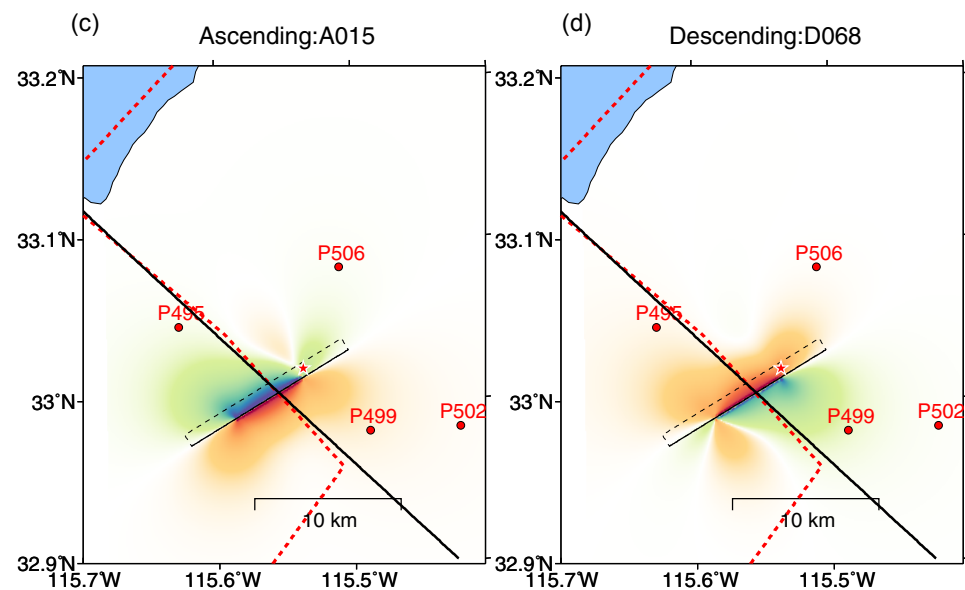 (c)
Ascending:A015
33.2°N
33.1°N
33°N
32.9°N
115.7°W
115.6°W
115.5°W
P506
P495
P499
P502
10 km
(d)
Descending:D068
33.2°N
33.1°N
33°N
32.9°N
115.7°W
115.6°W
115.5°W
P506
P495
P499
P502
10 km